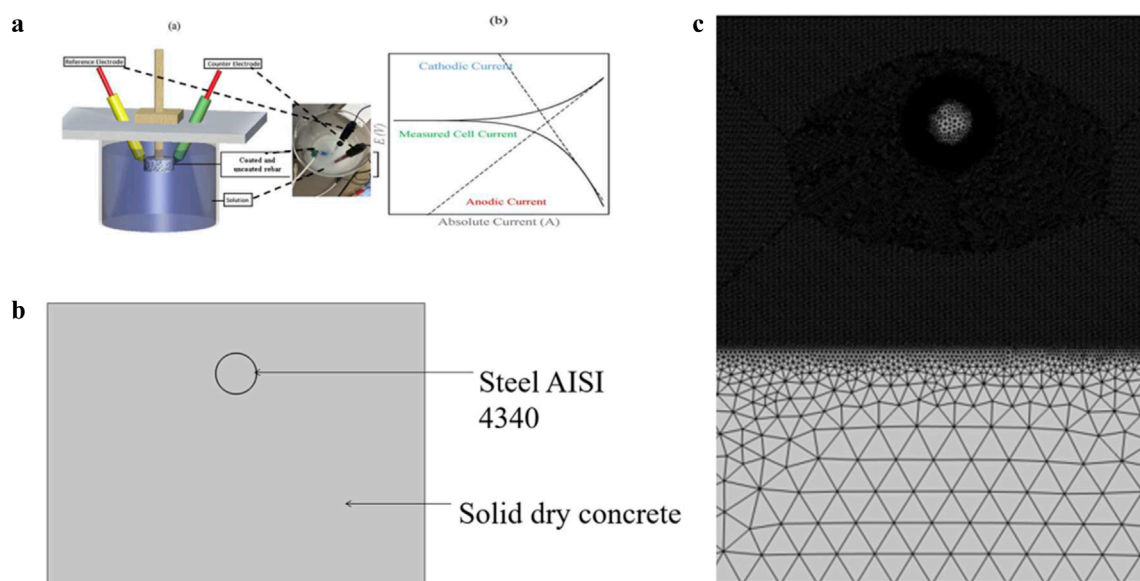 a
(a)
Reference Electrode
Counter Electrode
Coated and
uncoated rebar
Solution
(b)
E (V)
Cathodic Current
Measured Cell Current
Anodic Current
Absolute Current (A)
b
Steel AISI
4340
Solid dry concrete
c